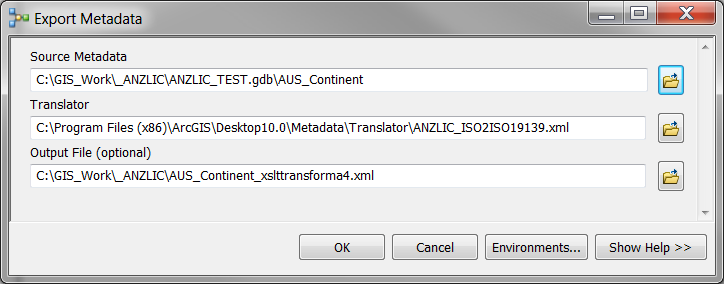 Export Metadata
Source Metadata
C:\GIS_Work\_ANZLIC\ANZLIC_TEST.gdb\AUS_Continent
Translator
C:\Program Files (x86)\ArcGIS\Desktop10.0\Metadata\Translator\ANZLIC_ISO2ISO19139.xml
Output File (optional)
C:\GIS_Work\_ANZLIC\AUS_Continent_xslttransforma4.xml
OK Cancel Environments... Show Help >>